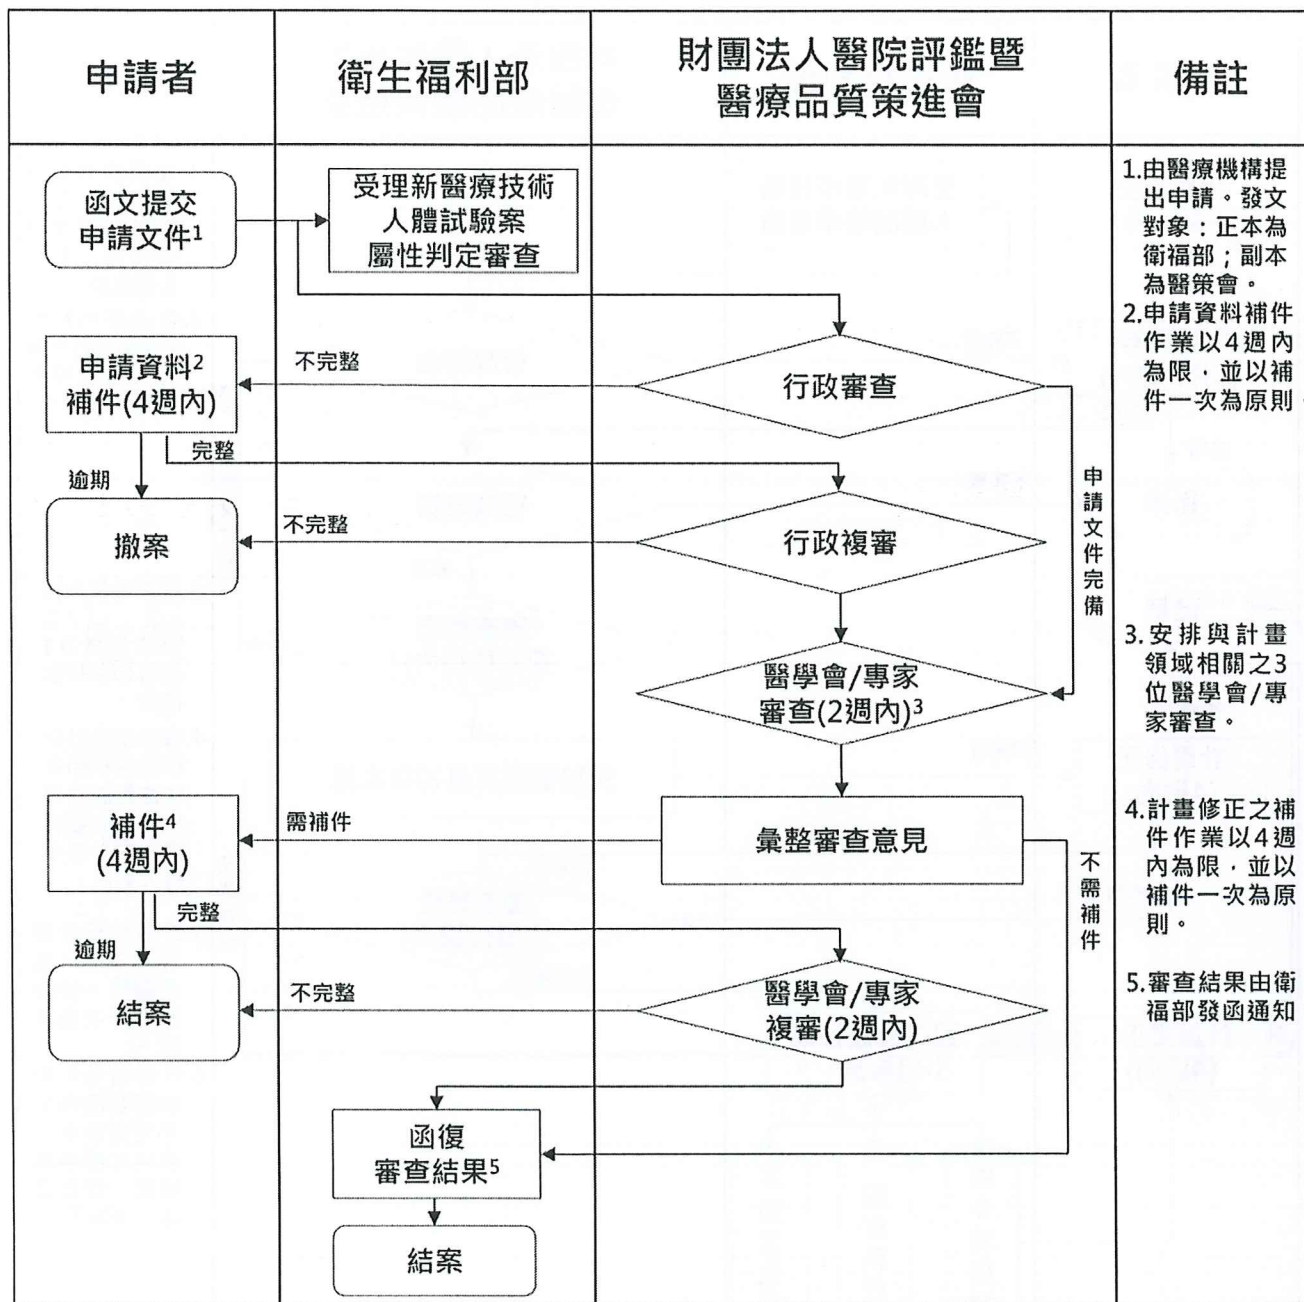 申請者
衛生福利部
財團法人醫院評鑑暨
醫療品質策進會
備註
函文提交
申請文件1
受理新醫療技術
人體試驗案
屬性判定審查
1.由醫療機構提
出申請。發文
對象：正本為
衛福部；副本
為醫策會。
2.申請資料補件
作業以4週內
為限，並以補
件一次為原則。
申請資料2
補件(4週內)
不完整
行政審查
完整
逾期
撤案
不完整
行政複審
申請文件完備
醫學會/專家
審查(2週內)3
3.安排與計畫
領域相關之3
位醫學會/專
家審查。
補件4
(4週內)
需補件
彙整審查意見
不需補件
4.計畫修正之補
件作業以4週
內為限，並以
補件一次為原
則。
完整
逾期
結案
不完整
醫學會/專家
複審(2週內)
5.審查結果由衛
福部發函通知
函復
審查結果5
結案